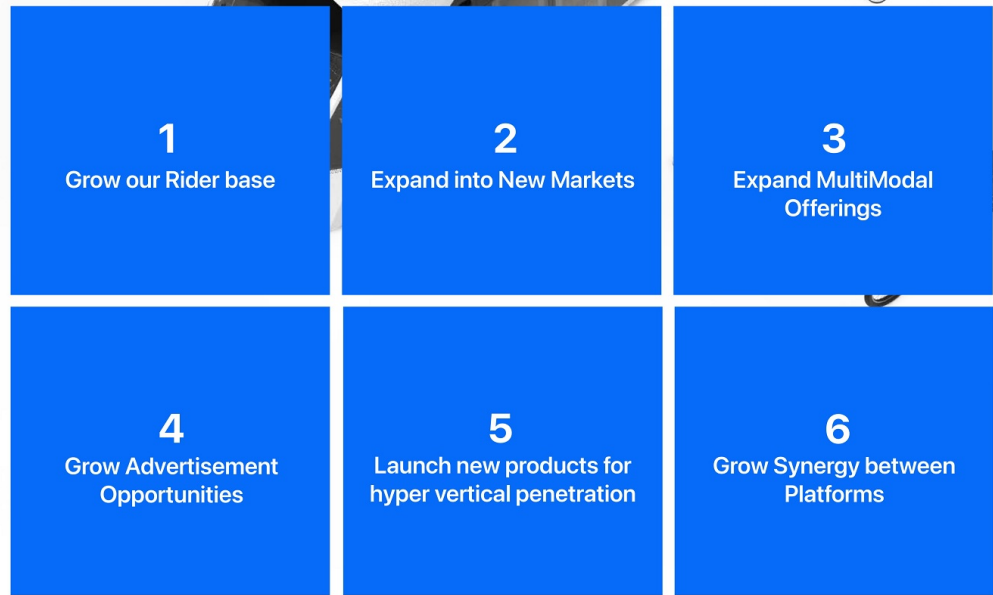 1
Grow our Rider base
2
Expand into New Markets
3
Expand MultiModal
Offerings
4
Grow Advertisement
Opportunities
5
Launch new products for
hyper vertical penetration
6
Grow Synergy between
Platforms